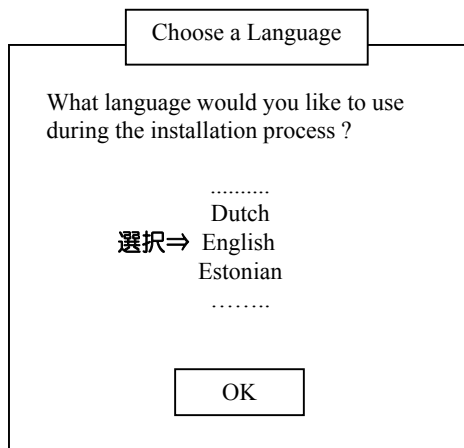 Choose a Language
What language would you like to use
during the installation process ?
..........
Dutch
選択⇒ English
Estonian
……..
OK